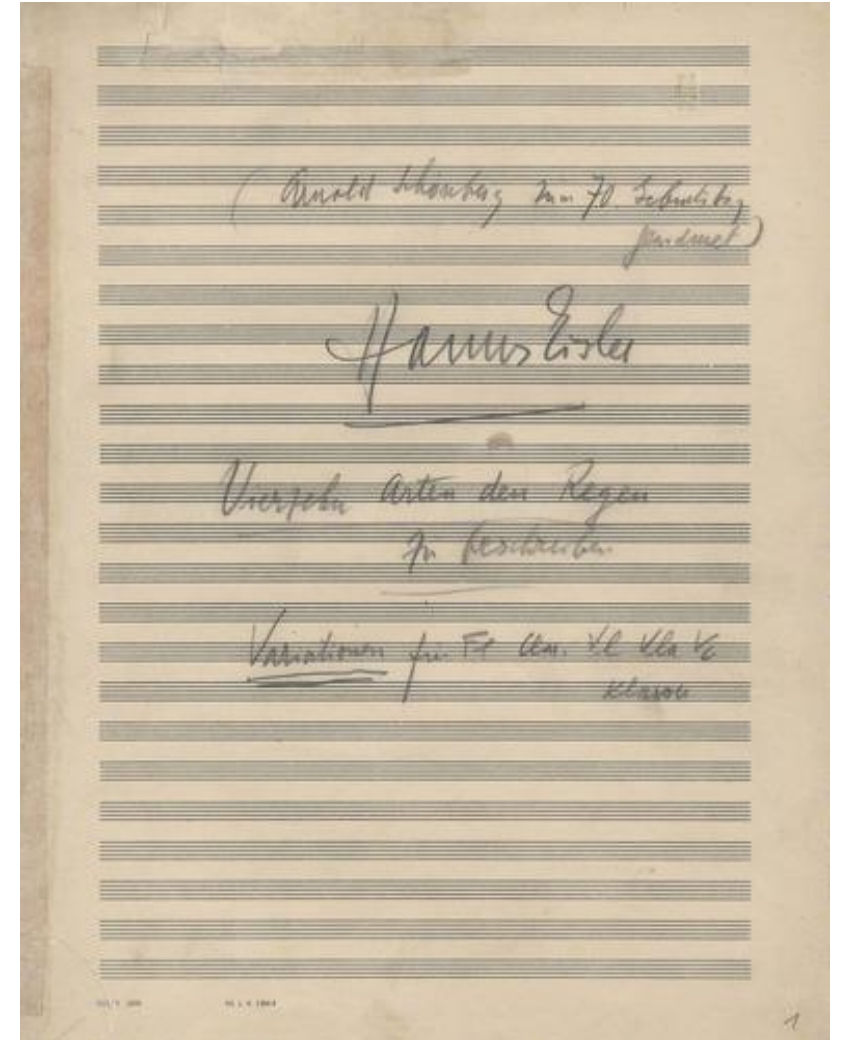 (Arnold Schönberg zum 70. Geburtstag
gewidmet)
Hanns Eisler
Vierzehn Arten den Regen
zu beschreiben
Variationen für Fl Clar. Vl Vla Vc
Klavier
1